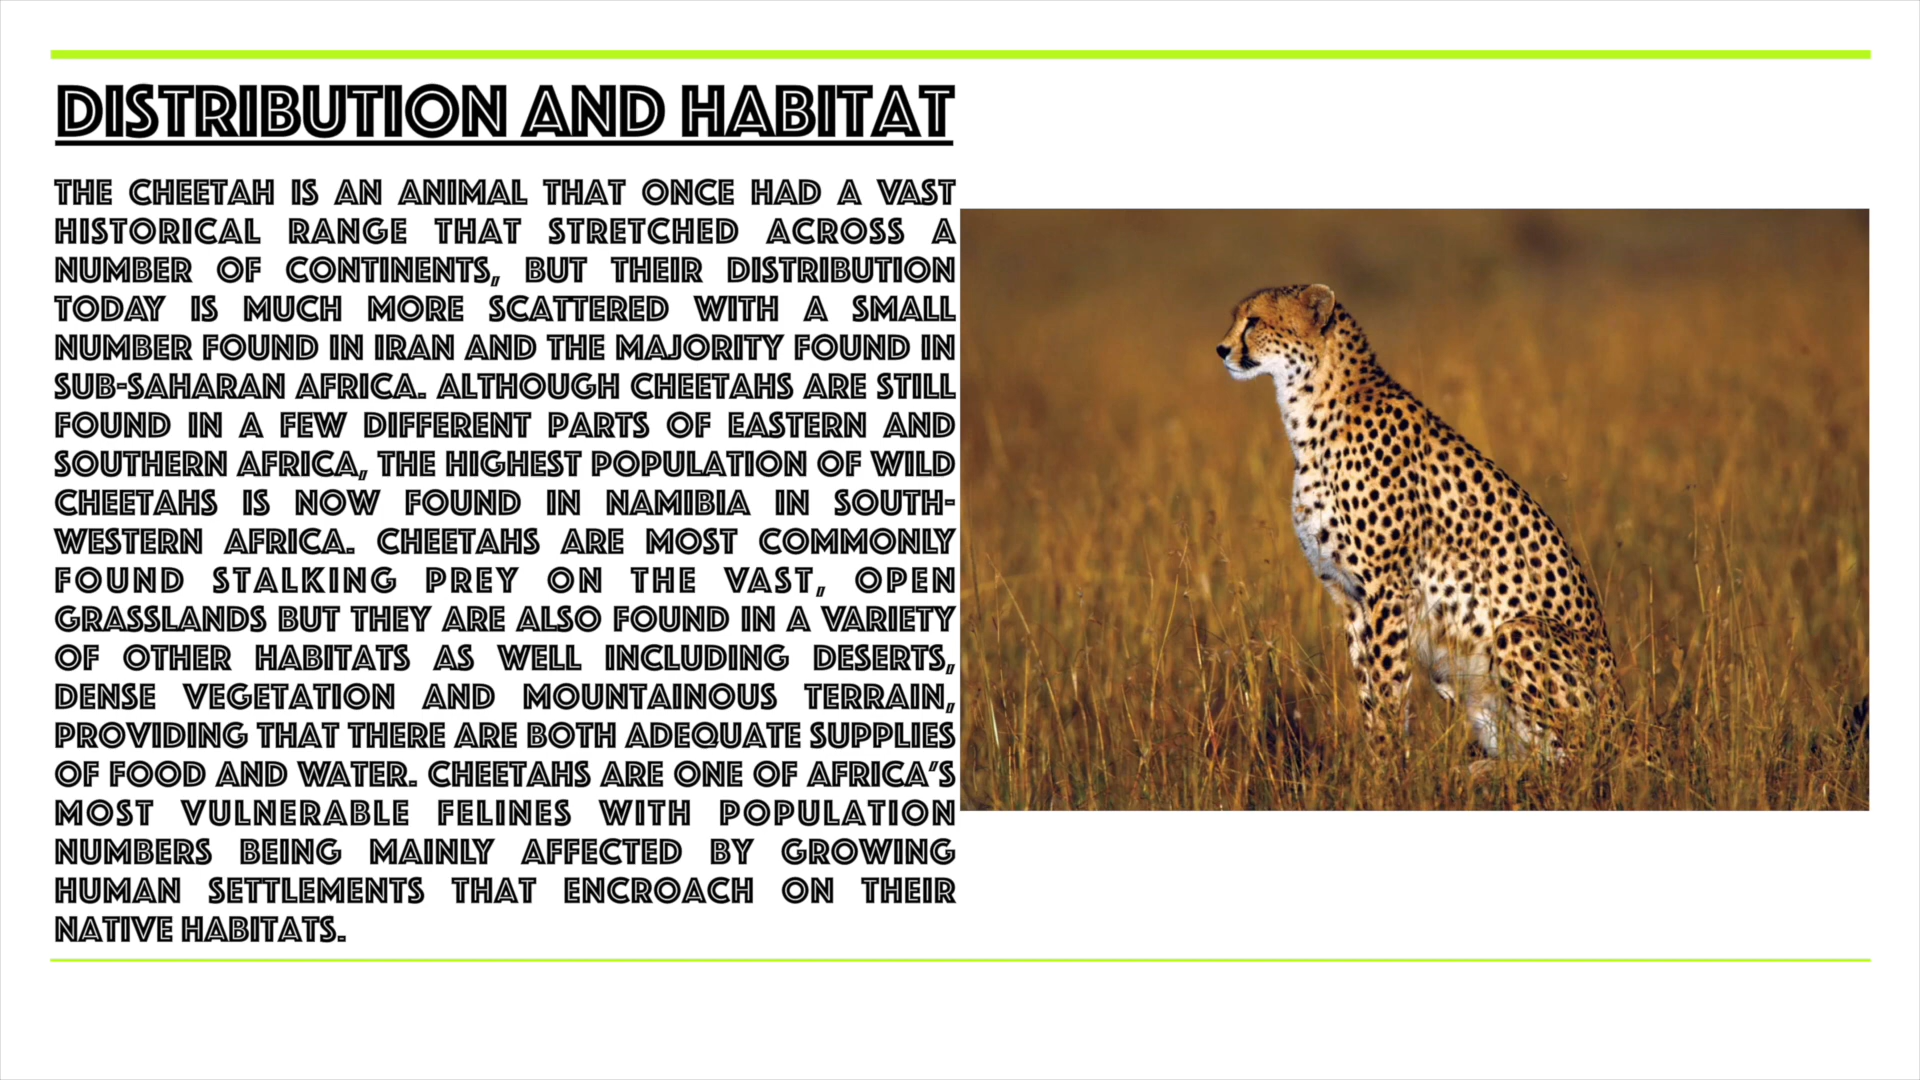 DISTRIBUTION AND HABITAT
THE CHEETAH IS AN ANIMAL THAT ONCE HAD A VAST
HISTORICAL RANGE THAT STRETCHED ACROSS A
NUMBER OF CONTINENTS, BUT THEIR DISTRIBUTION
TODAY IS MUCH MORE SCATTERED WITH A SMALL
NUMBER FOUND IN IRAN AND THE MAJORITY FOUND IN
SUB-SAHARAN AFRICA. ALTHOUGH CHEETAHS ARE STILL
FOUND IN A FEW DIFFERENT PARTS OF EASTERN AND
SOUTHERN AFRICA, THE HIGHEST POPULATION OF WILD
CHEETAHS IS NOW FOUND IN NAMIBIA IN SOUTH-
WESTERN AFRICA. CHEETAHS ARE MOST COMMONLY
FOUND STALKING PREY ON THE VAST, OPEN
GRASSLANDS BUT THEY ARE ALSO FOUND IN A VARIETY
OF OTHER HABITATS AS WELL INCLUDING DESERTS,
DENSE VEGETATION AND MOUNTAINOUS TERRAIN,
PROVIDING THAT THERE ARE BOTH ADEQUATE SUPPLIES
OF FOOD AND WATER. CHEETAHS ARE ONE OF AFRICA'S
MOST VULNERABLE FELINES WITH POPULATION
NUMBERS BEING MAINLY AFFECTED BY GROWING
HUMAN SETTLEMENTS THAT ENCROACH ON THEIR
NATIVE HABITATS.